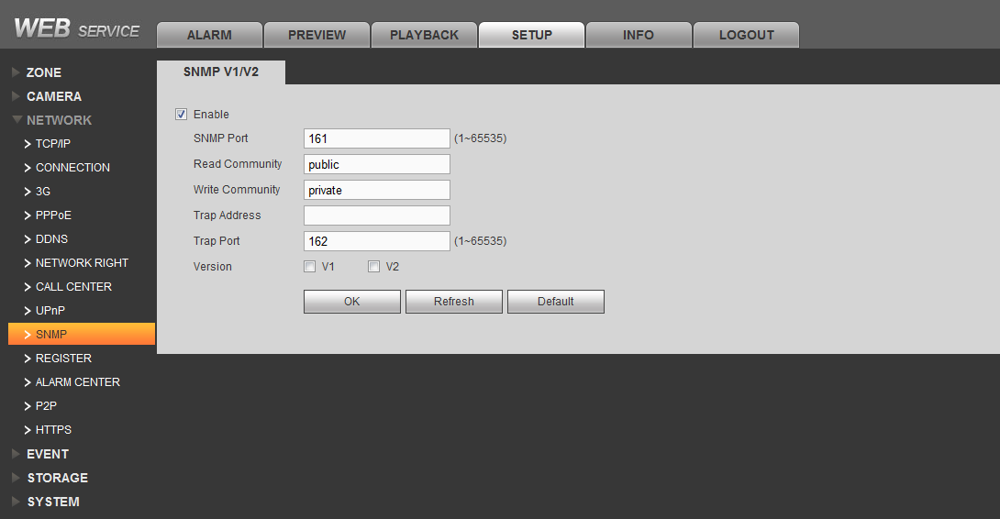 WEB SERVICE
ALARM
PREVIEW
PLAYBACK
SETUP
INFO
LOGOUT
ZONE
CAMERA
NETWORK
TCP/IP
CONNECTION
3G
PPPoE
DDNS
NETWORK RIGHT
CALL CENTER
UPnP
SNMP
REGISTER
ALARM CENTER
P2P
HTTPS
EVENT
STORAGE
SYSTEM
SNMP V1/V2
Enable
SNMP Port 161 (1~65535)
Read Community public
Write Community private
Trap Address
Trap Port 162 (1~65535)
Version V1 V2
OK Refresh Default